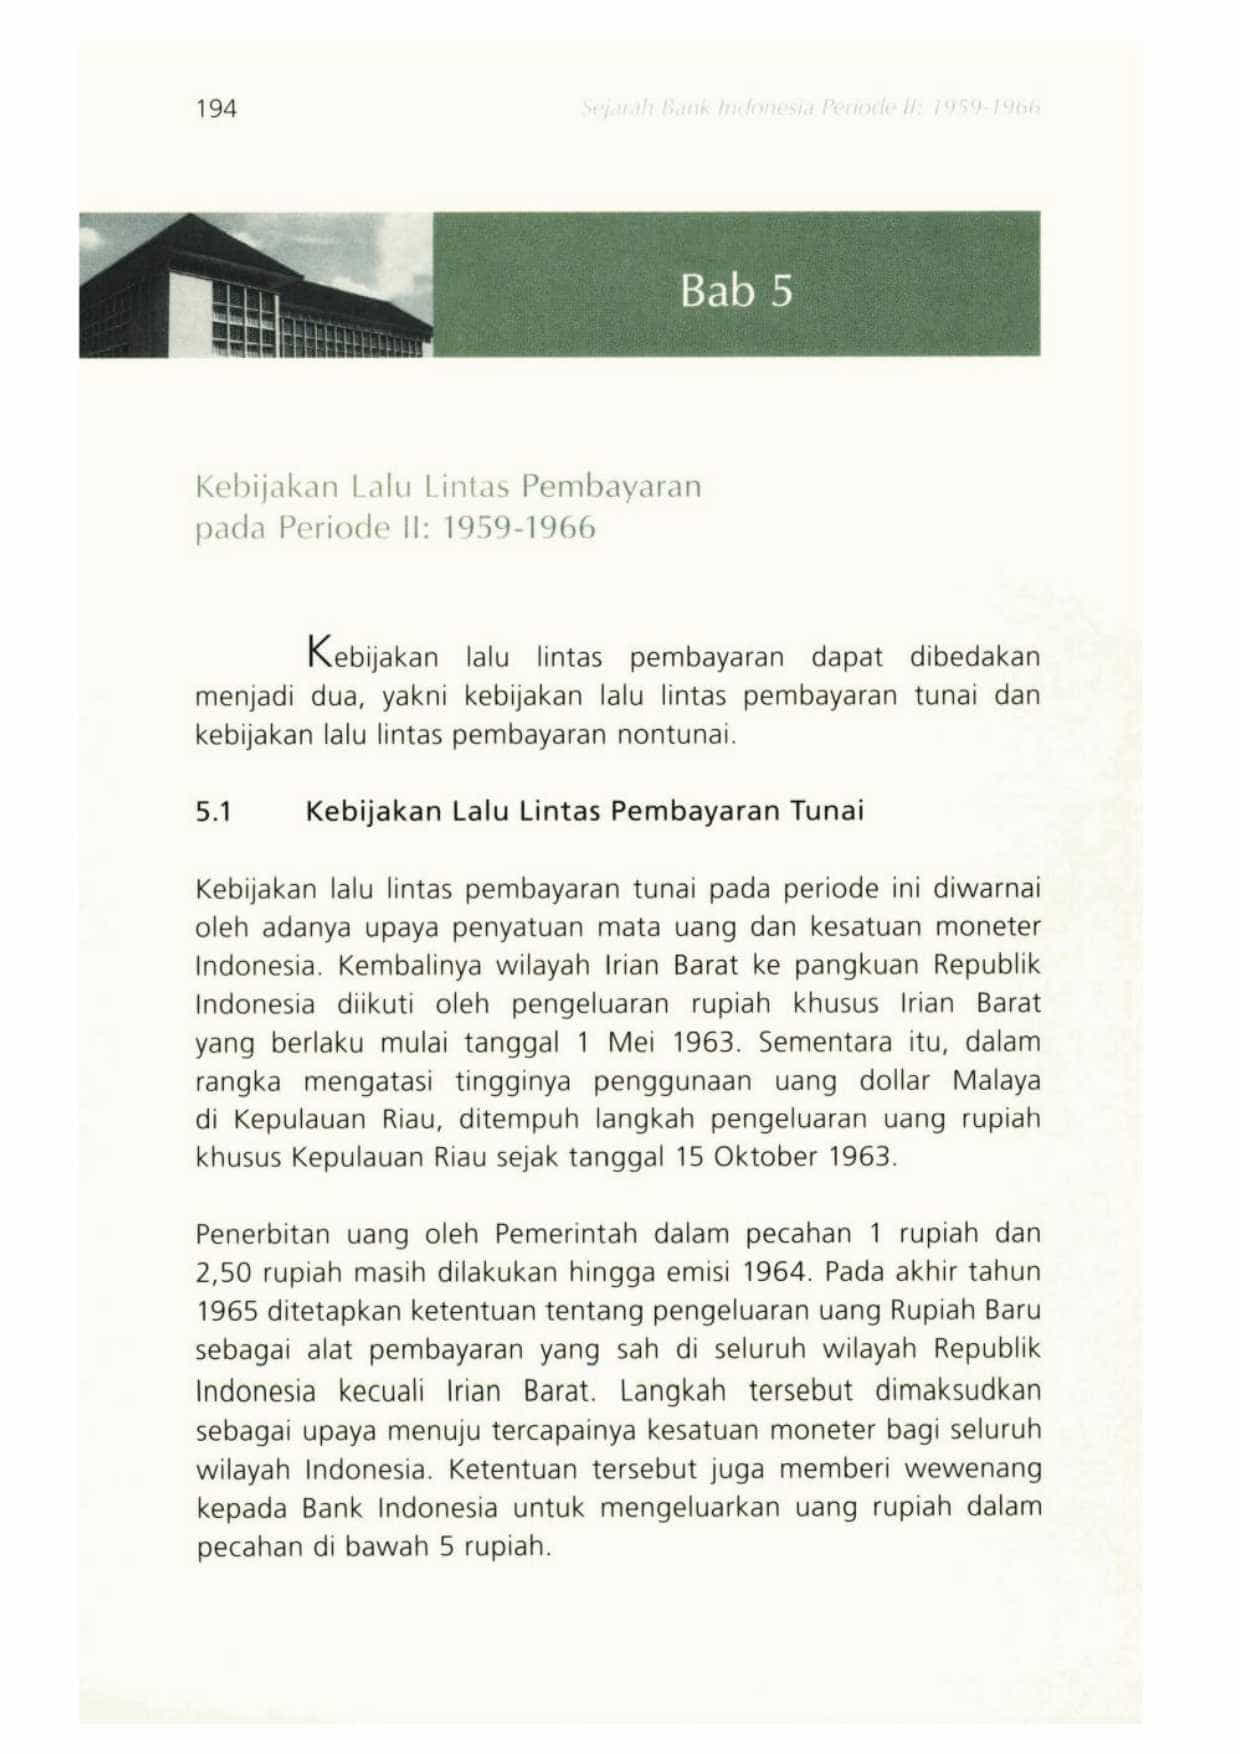 194
Sejarah Bank Indonesia Periode II: 1959-1966
Bab 5
Kebijakan Lalu Lintas Pembayaran
pada Periode II: 1959-1966
Kebijakan lalu lintas pembayaran dapat dibedakan
menjadi dua, yakni kebijakan lalu lintas pembayaran tunai dan
kebijakan lalu lintas pembayaran nontunai.
5.1 Kebijakan Lalu Lintas Pembayaran Tunai
Kebijakan lalu lintas pembayaran tunai pada periode ini diwarnai
oleh adanya upaya penyatuan mata uang dan kesatuan moneter
Indonesia. Kembalinya wilayah Irian Barat ke pangkuan Republik
Indonesia diikuti oleh pengeluaran rupiah khusus Irian Barat
yang berlaku mulai tanggal 1 Mei 1963. Sementara itu, dalam
rangka mengatasi tingginya penggunaan uang dollar Malaya
di Kepulauan Riau, ditempuh langkah pengeluaran uang rupiah
khusus Kepulauan Riau sejak tanggal 15 Oktober 1963.
Penerbitan uang oleh Pemerintah dalam pecahan 1 rupiah dan
2,50 rupiah masih dilakukan hingga emisi 1964. Pada akhir tahun
1965 ditetapkan ketentuan tentang pengeluaran uang Rupiah Baru
sebagai alat pembayaran yang sah di seluruh wilayah Republik
Indonesia kecuali Irian Barat. Langkah tersebut dimaksudkan
sebagai upaya menuju tercapainya kesatuan moneter bagi seluruh
wilayah Indonesia. Ketentuan tersebut juga memberi wewenang
kepada Bank Indonesia untuk mengeluarkan uang rupiah dalam
pecahan di bawah 5 rupiah.